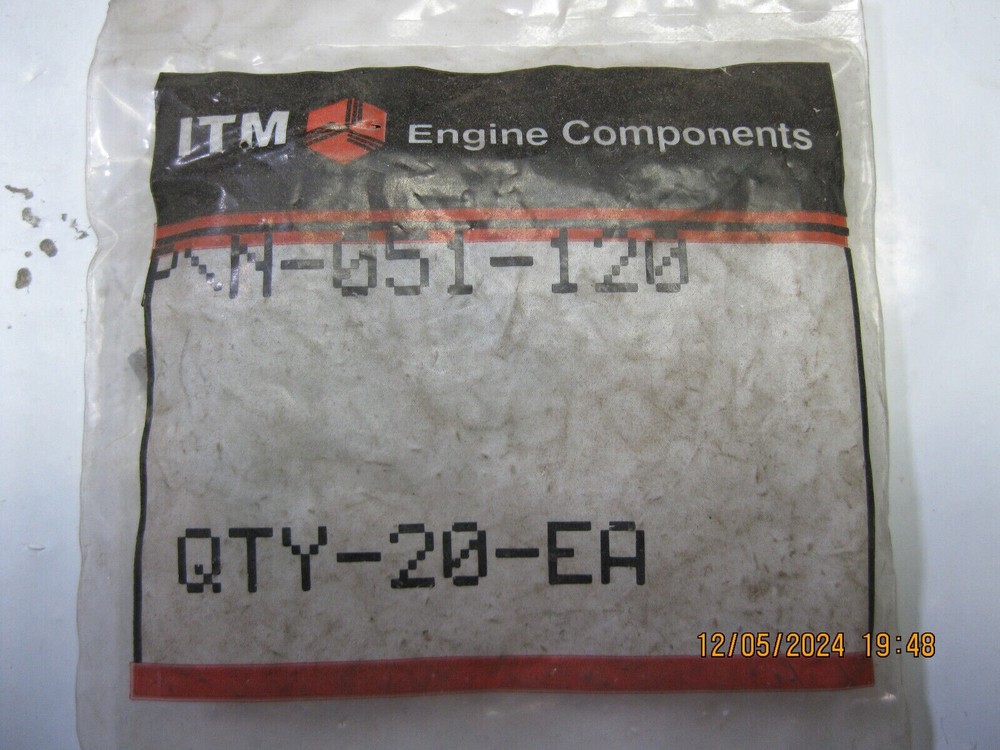 ITM Engine Components
P\N-051-120
QTY-20-EA
12/05/2024 19:48